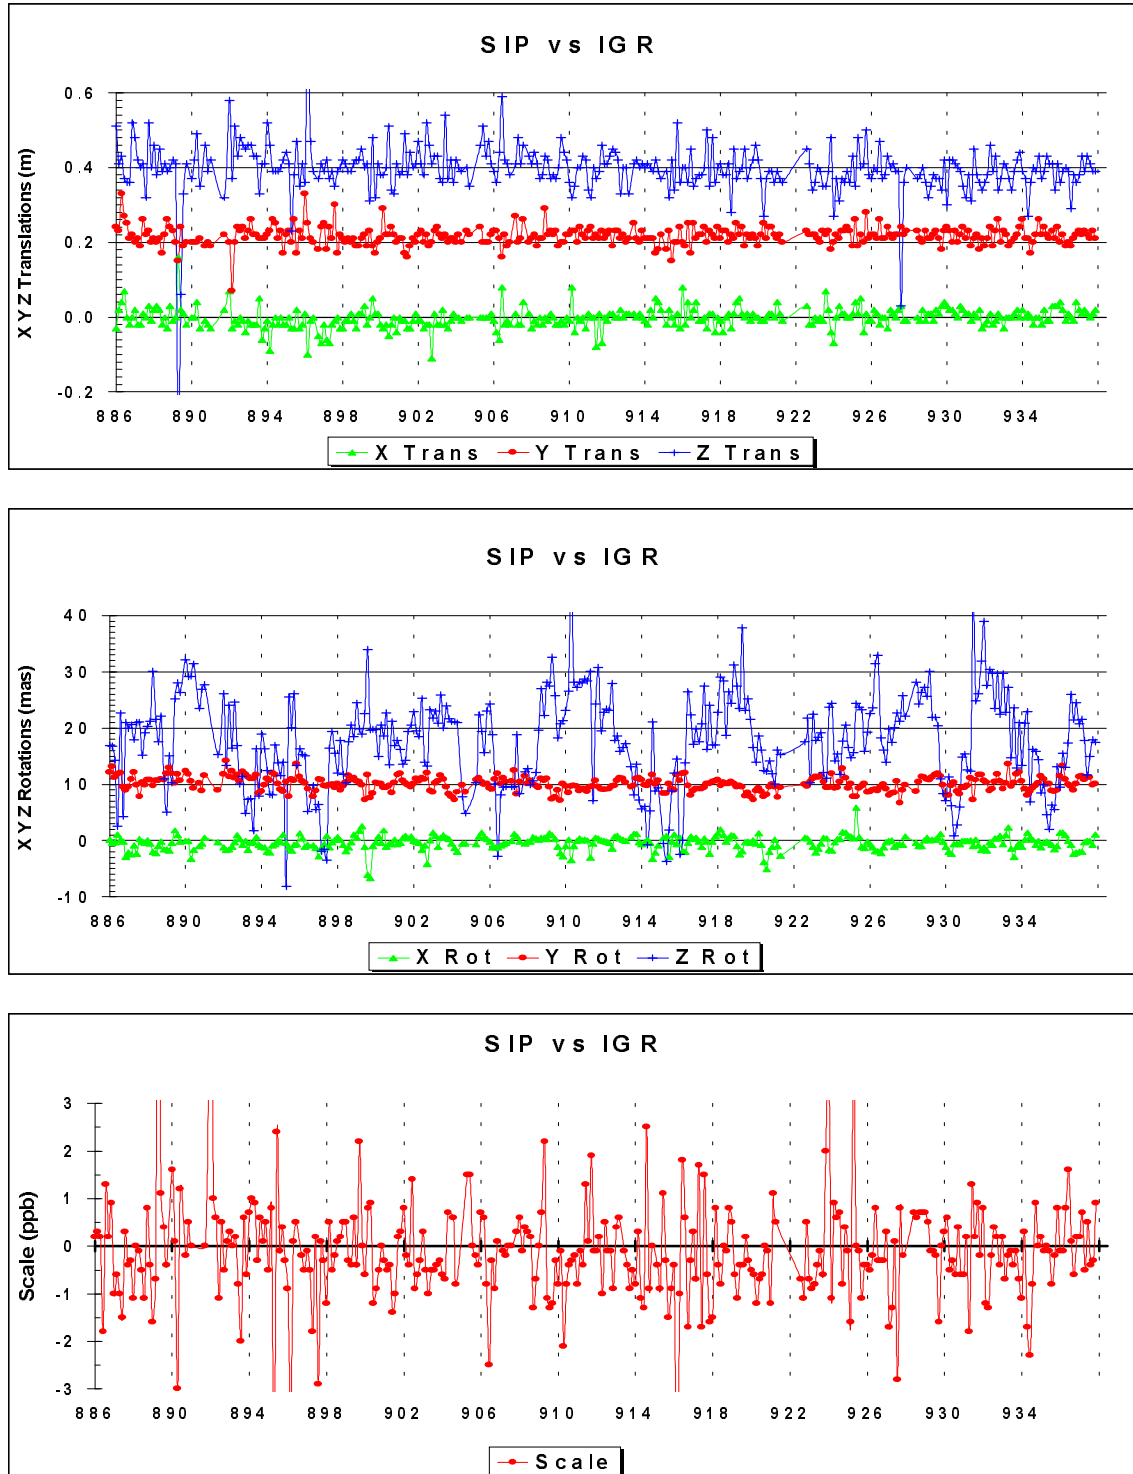 SIP vs IGR
X Y Z Translations (m)
0.6
0.4
0.2
0.0
-0.2
886 890 894 898 902 906 910 914 918 922 926 930 934
X Trans Y Trans Z Trans
SIP vs IGR
X Y Z Rotations (mas)
40
30
20
10
0
-10
886 890 894 898 902 906 910 914 918 922 926 930 934
X Rot Y Rot Z Rot
SIP vs IGR
Scale (ppb)
3
2
1
0
-1
-2
-3
886 890 894 898 902 906 910 914 918 922 926 930 934
Scale